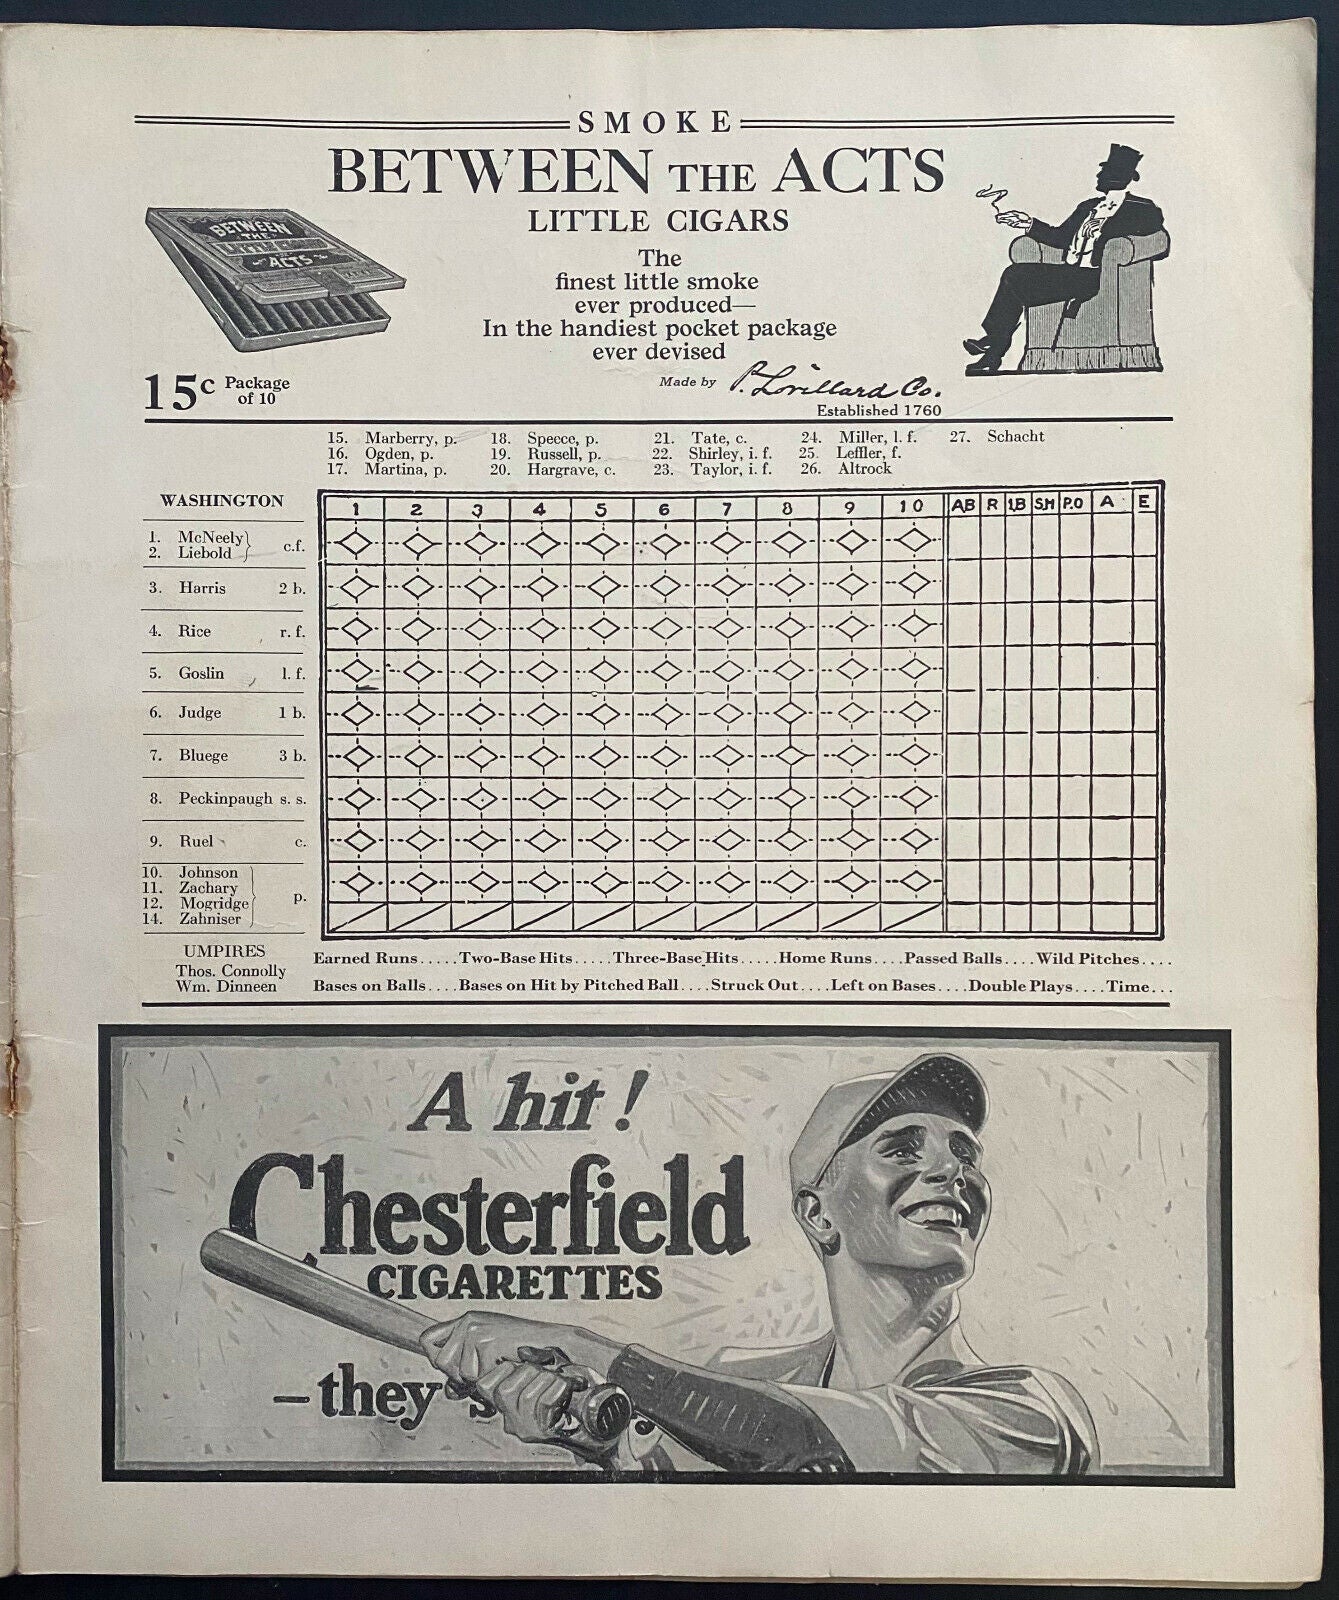 SMOKE
BETWEEN THE ACTS
LITTLE CIGARS
BETWEEN
THE
LITTLE
ACTS
The
finest little smoke
ever produced—
In the handiest pocket package
ever devised
15c Package
of 10
Made by P. Lorillard Co.
Established 1760
15. Marberry, p. 18. Speece, p. 21. Tate, c. 24. Miller, l. f. 27. Schacht
16. Ogden, p. 19. Russell, p. 22. Shirley, i. f. 25. Leffler, f.
17. Martina, p. 20. Hargrave, c. 23. Taylor, i. f. 26. Altrock
WASHINGTON 1 2 3 4 5 6 7 8 9 10 AB R 1B S.H P.O A E
1. McNeely
2. Liebold c.f.
3. Harris 2 b.
4. Rice r. f.
5. Goslin l. f.
6. Judge 1 b.
7. Bluege 3 b.
8. Peckinpaugh s. s.
9. Ruel c.
10. Johnson
11. Zachary
12. Mogridge p.
14. Zahniser
UMPIRES
Thos. Connolly
Wm. Dinneen
Earned Runs.....Two-Base Hits.....Three-Base Hits.....Home Runs....Passed Balls....Wild Pitches....
Bases on Balls....Bases on Hit by Pitched Ball....Struck Out....Left on Bases....Double Plays....Time...
A hit!
Chesterfield
CIGARETTES
– they's